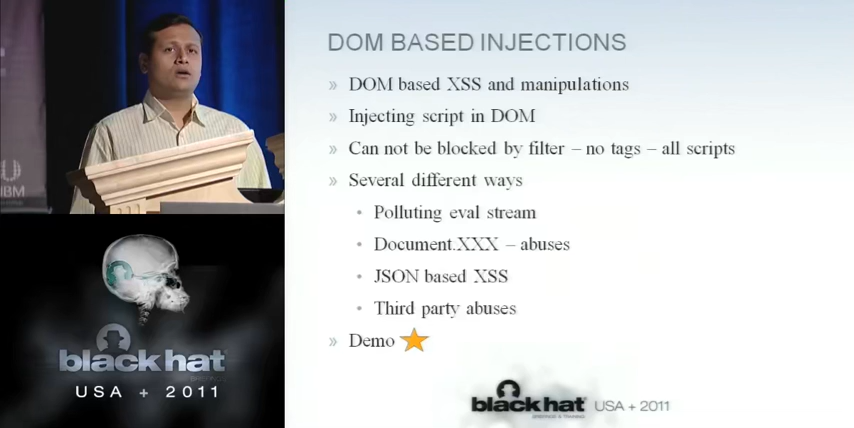 DOM BASED INJECTIONS
» DOM based XSS and manipulations
» Injecting script in DOM
» Can not be blocked by filter – no tags – all scripts
» Several different ways
• Polluting eval stream
• Document.XXX – abuses
• JSON based XSS
• Third party abuses
» Demo
UBM
black hat
USA + 2011
black hat
USA + 2011